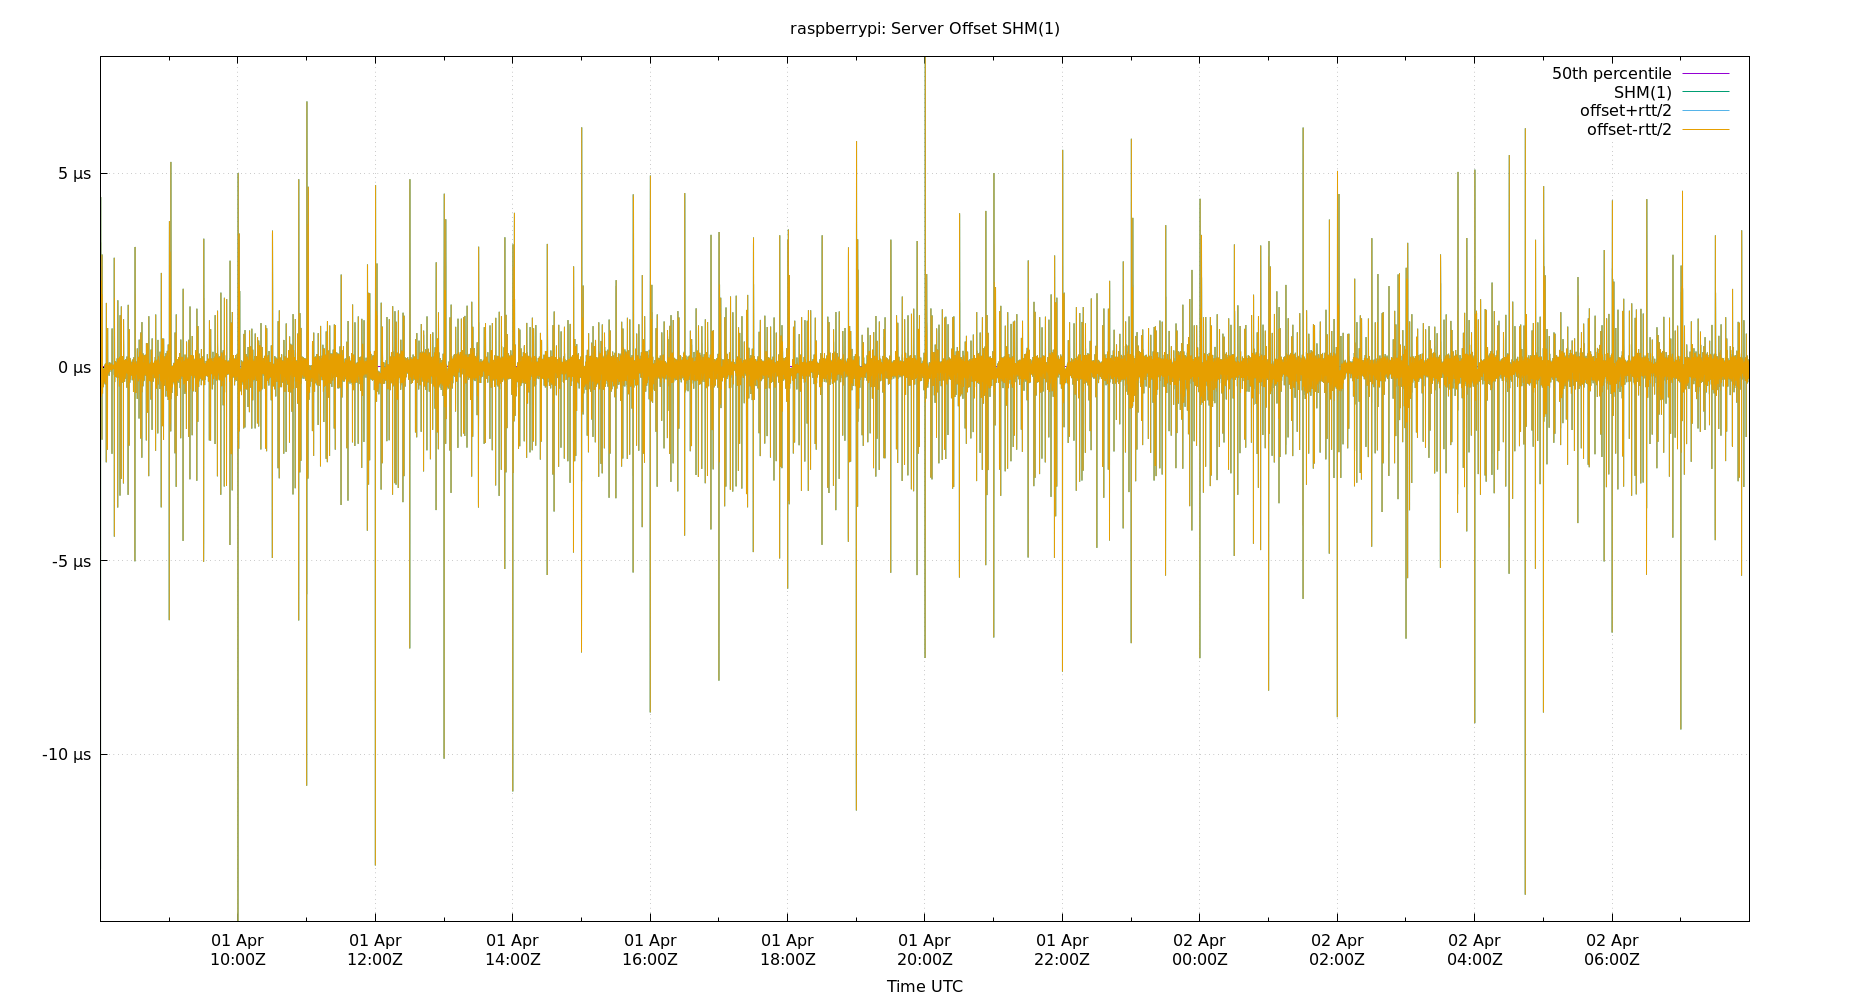 raspberrypi: Server Offset SHM(1)
50th percentile
SHM(1)
offset+rtt/2
offset-rtt/2
5 µs
0 µs
-5 µs
-10 µs
01 Apr 01 Apr 01 Apr 01 Apr 01 Apr 01 Apr 01 Apr 02 Apr 02 Apr 02 Apr 02 Apr
10:00Z 12:00Z 14:00Z 16:00Z 18:00Z 20:00Z 22:00Z 00:00Z 02:00Z 04:00Z 06:00Z
Time UTC